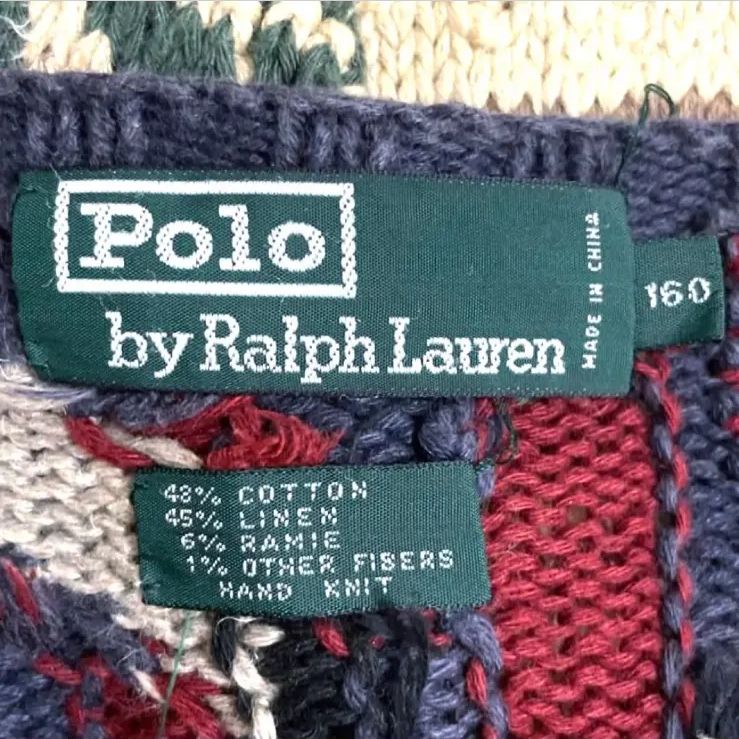 Polo
by Ralph Lauren
MADE IN CHINA
160
48% COTTON
45% LINEN
6% RAMIE
1% OTHER FIBERS
HAND KNIT